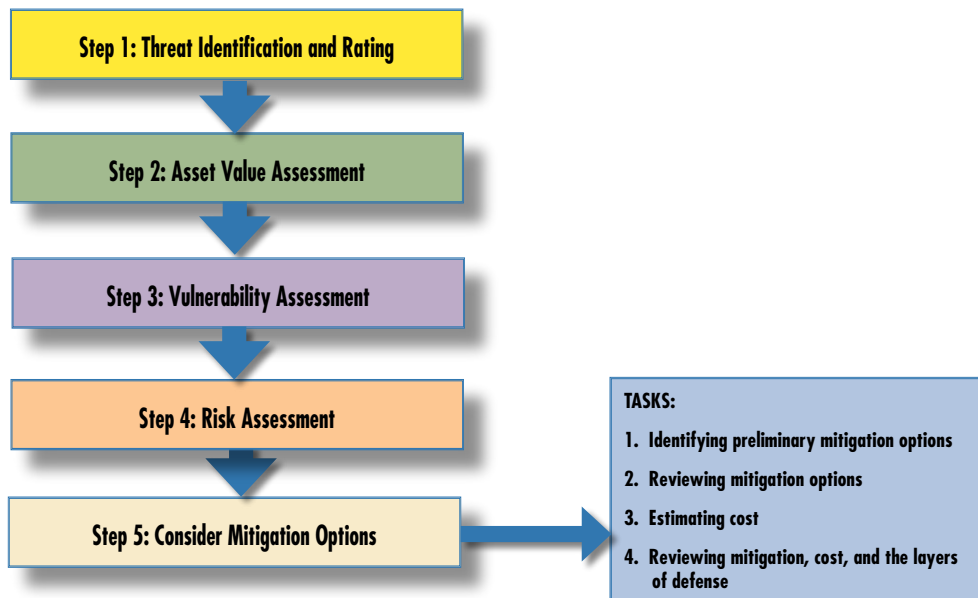 Step 1: Threat Identification and Rating
Step 2: Asset Value Assessment
Step 3: Vulnerability Assessment
Step 4: Risk Assessment
Step 5: Consider Mitigation Options
TASKS:
1. Identifying preliminary mitigation options
2. Reviewing mitigation options
3. Estimating cost
4. Reviewing mitigation, cost, and the layers
of defense